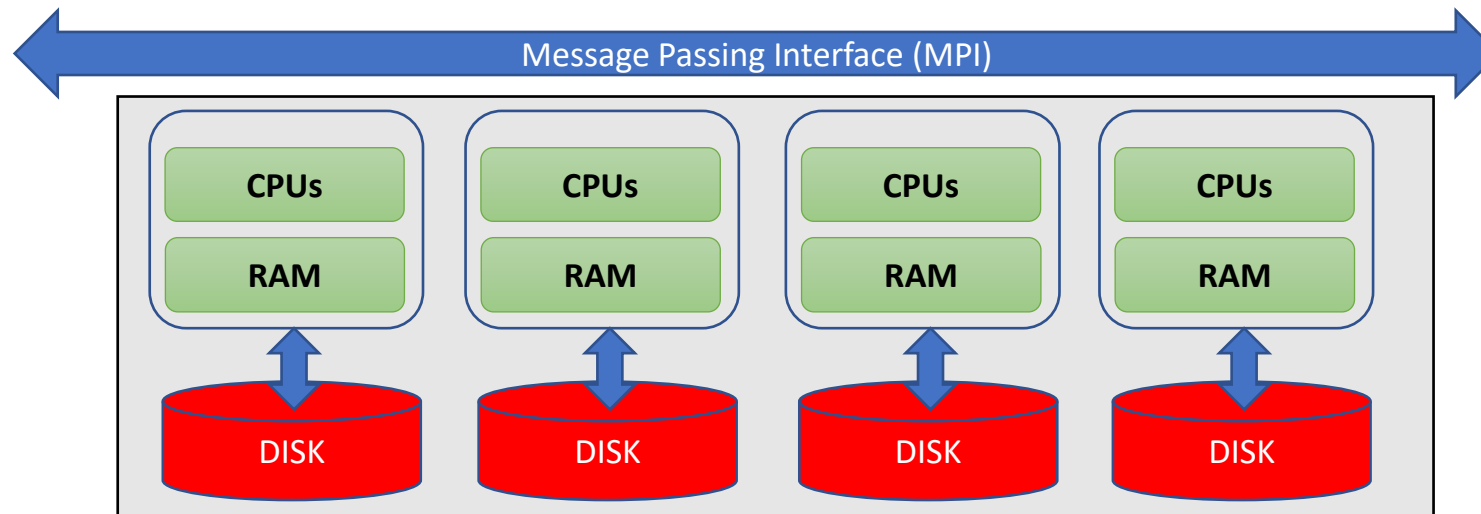 Message Passing Interface (MPI)
CPUs CPUs CPUs CPUs
RAM RAM RAM RAM
DISK DISK DISK DISK